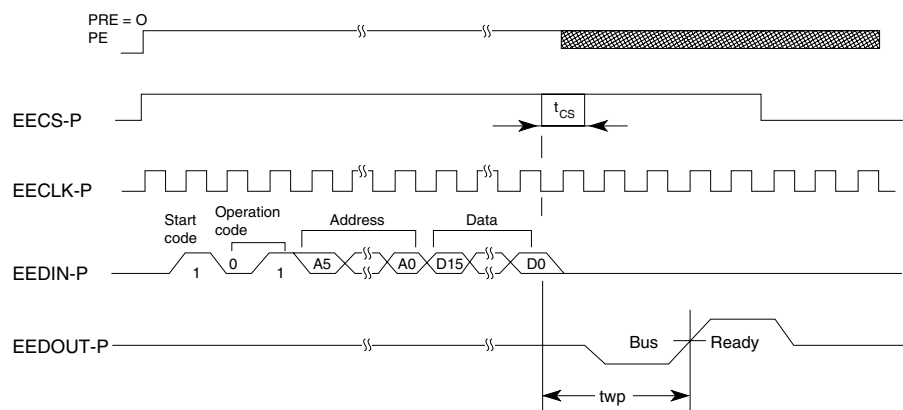 PRE = O
PE
EECS-P
tCS
EECLK-P
Start code
Operation code
Address
Data
EEDIN-P
1
0
1
A5
A0
D15
D0
EEDOUT-P
Bus
Ready
twp